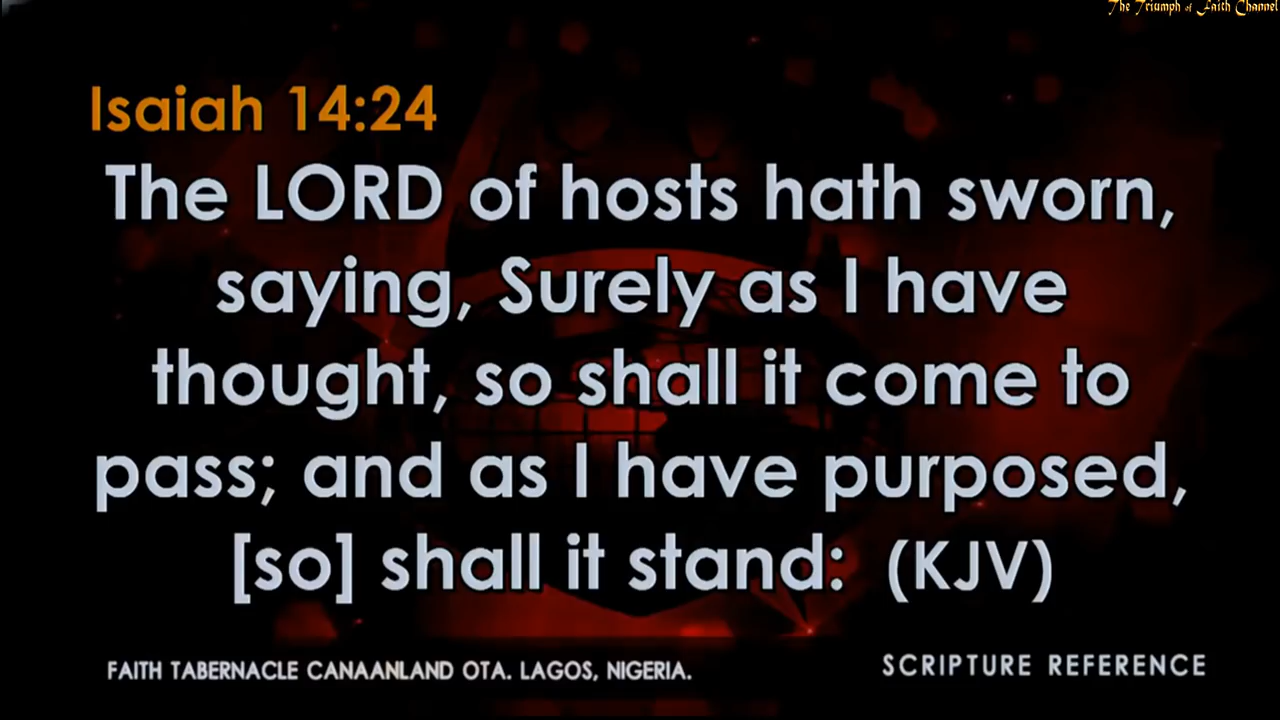 The Triumph of Faith Channel
Isaiah 14:24
The LORD of hosts hath sworn,
saying, Surely as I have
thought, so shall it come to
pass; and as I have purposed,
[so] shall it stand: (KJV)
FAITH TABERNACLE CANAANLAND OTA. LAGOS, NIGERIA.
SCRIPTURE REFERENCE